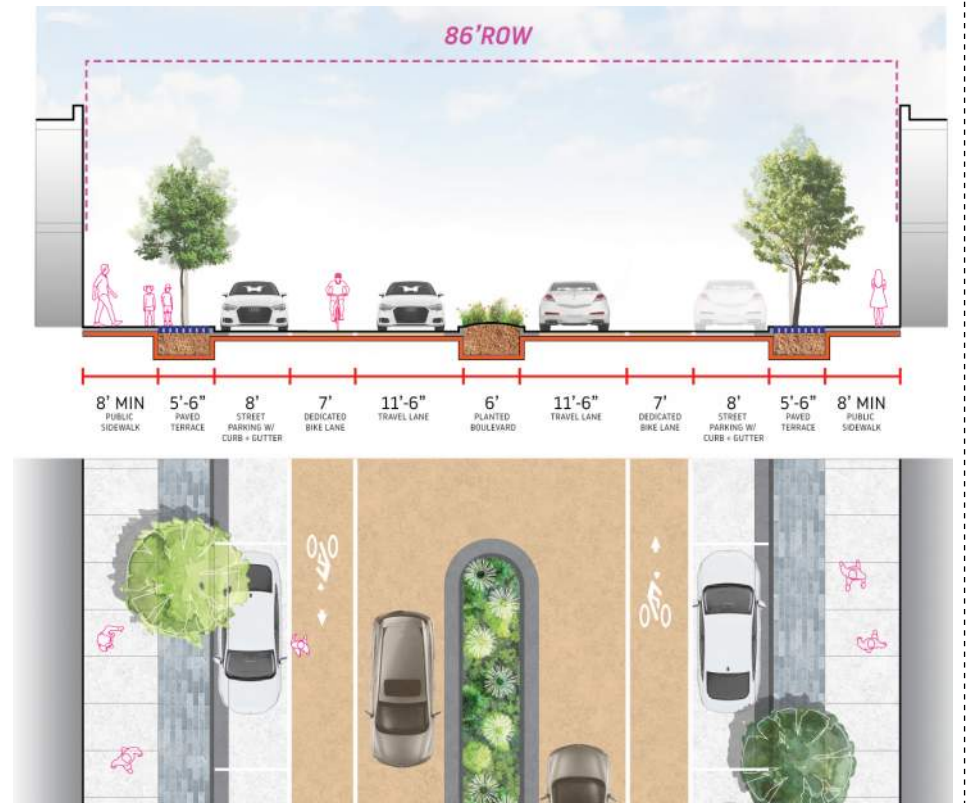 86'ROW
8' MIN
PUBLIC
SIDEWALK
5'-6"
PAVED
TERRACE
8'
STREET
PARKING W/
CURB + GUTTER
7'
DEDICATED
BIKE LANE
11'-6"
TRAVEL LANE
6'
PLANTED
BOULEVARD
11'-6"
TRAVEL LANE
7'
DEDICATED
BIKE LANE
8'
STREET
PARKING W/
CURB + GUTTER
5'-6"
PAVED
TERRACE
8' MIN
PUBLIC
SIDEWALK